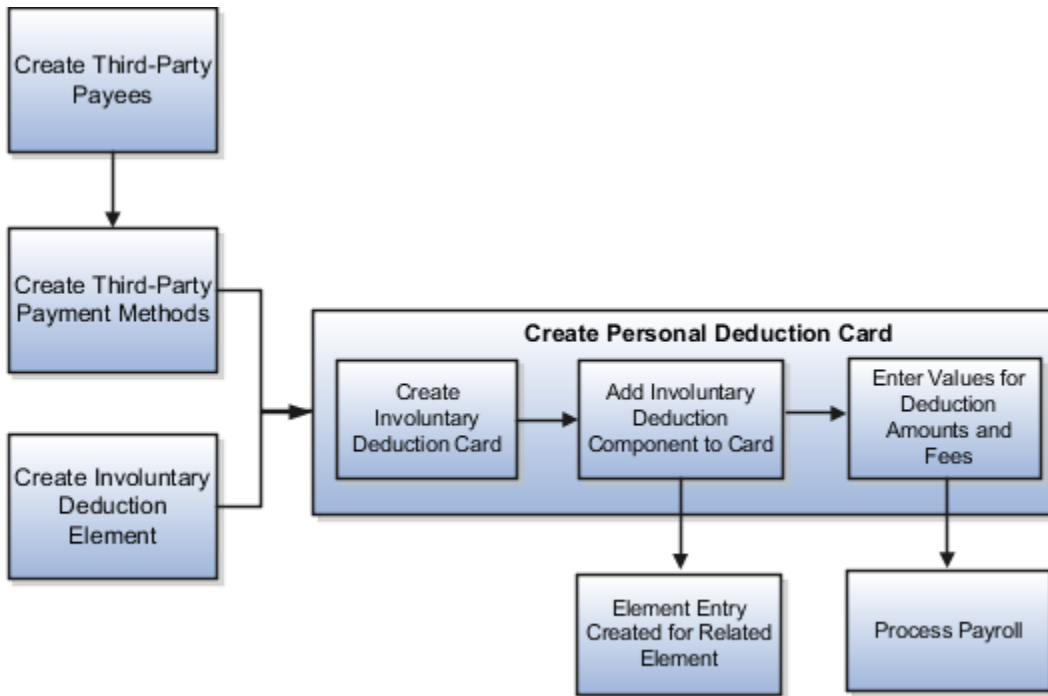 Create Third-Party
Payees
Create Third-Party
Payment Methods
Create Involuntary
Deduction
Element
Create Personal Deduction Card
Create
Involuntary
Deduction Card
Add Involuntary
Deduction
Component to Card
Enter Values for
Deduction
Amounts and
Fees
Element Entry
Created for Related
Element
Process Payroll